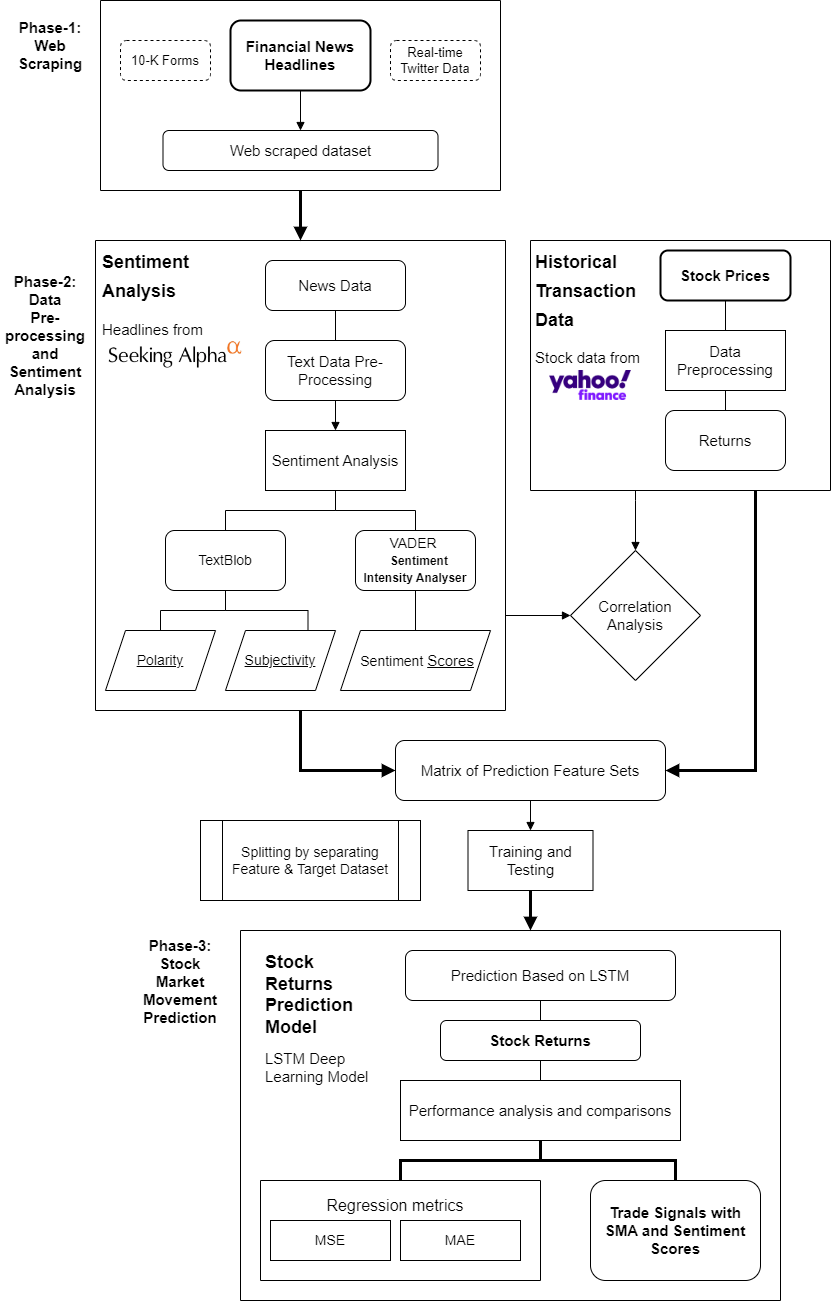 Phase-1:
Web
Scraping
10-K Forms
Financial News
Headlines
Real-time
Twitter Data
Web scraped dataset
Phase-2:
Data
Pre-
processing
and
Sentiment
Analysis
Sentiment
Analysis
Headlines from
Seeking Alphaα
News Data
Text Data Pre-
Processing
Sentiment Analysis
TextBlob
VADER
Sentiment
Intensity Analyser
Polarity
Subjectivity
Sentiment Scores
Historical
Transaction
Data
Stock data from
yahoo!
finance
Stock Prices
Data
Preprocessing
Returns
Correlation
Analysis
Matrix of Prediction Feature Sets
Splitting by separating
Feature & Target Dataset
Training and
Testing
Phase-3:
Stock
Market
Movement
Prediction
Stock
Returns
Prediction
Model
LSTM Deep
Learning Model
Prediction Based on LSTM
Stock Returns
Performance analysis and comparisons
Regression metrics
MSE
MAE
Trade Signals with
SMA and Sentiment
Scores